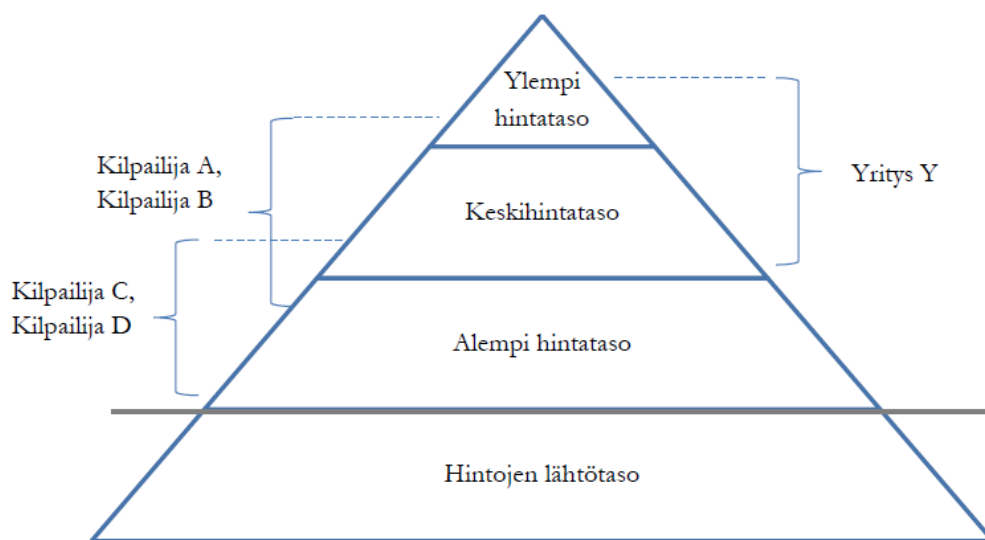 Ylempi
hintataso
Kilpailija A,
Kilpailija B
Yritys Y
Keskihintataso
Kilpailija C,
Kilpailija D
Alempi hintataso
Hintojen lähtötaso